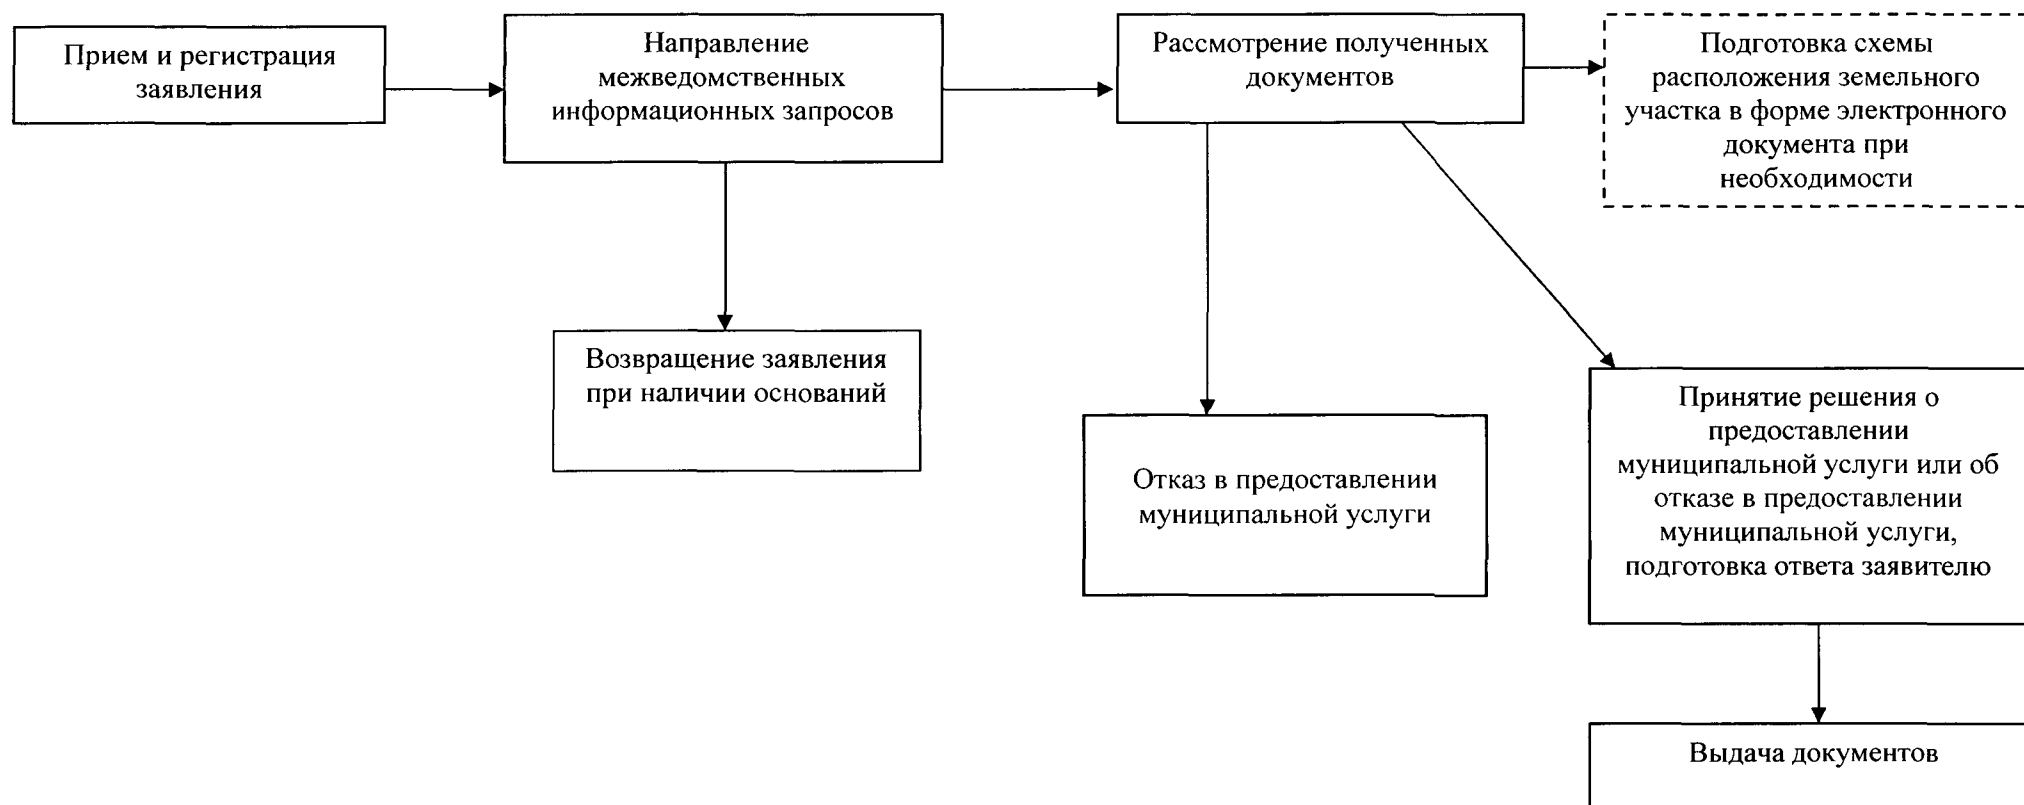 Прием и регистрация
заявления
Направление
межведомственных
информационных запросов
Рассмотрение полученных
документов
Подготовка схемы
расположения земельного
участка в форме электронного
документа при
необходимости
Возвращение заявления
при наличии оснований
Отказ в предоставлении
муниципальной услуги
Принятие решения о
предоставлении
муниципальной услуги или об
отказе в предоставлении
муниципальной услуги,
подготовка ответа заявителю
Выдача документов